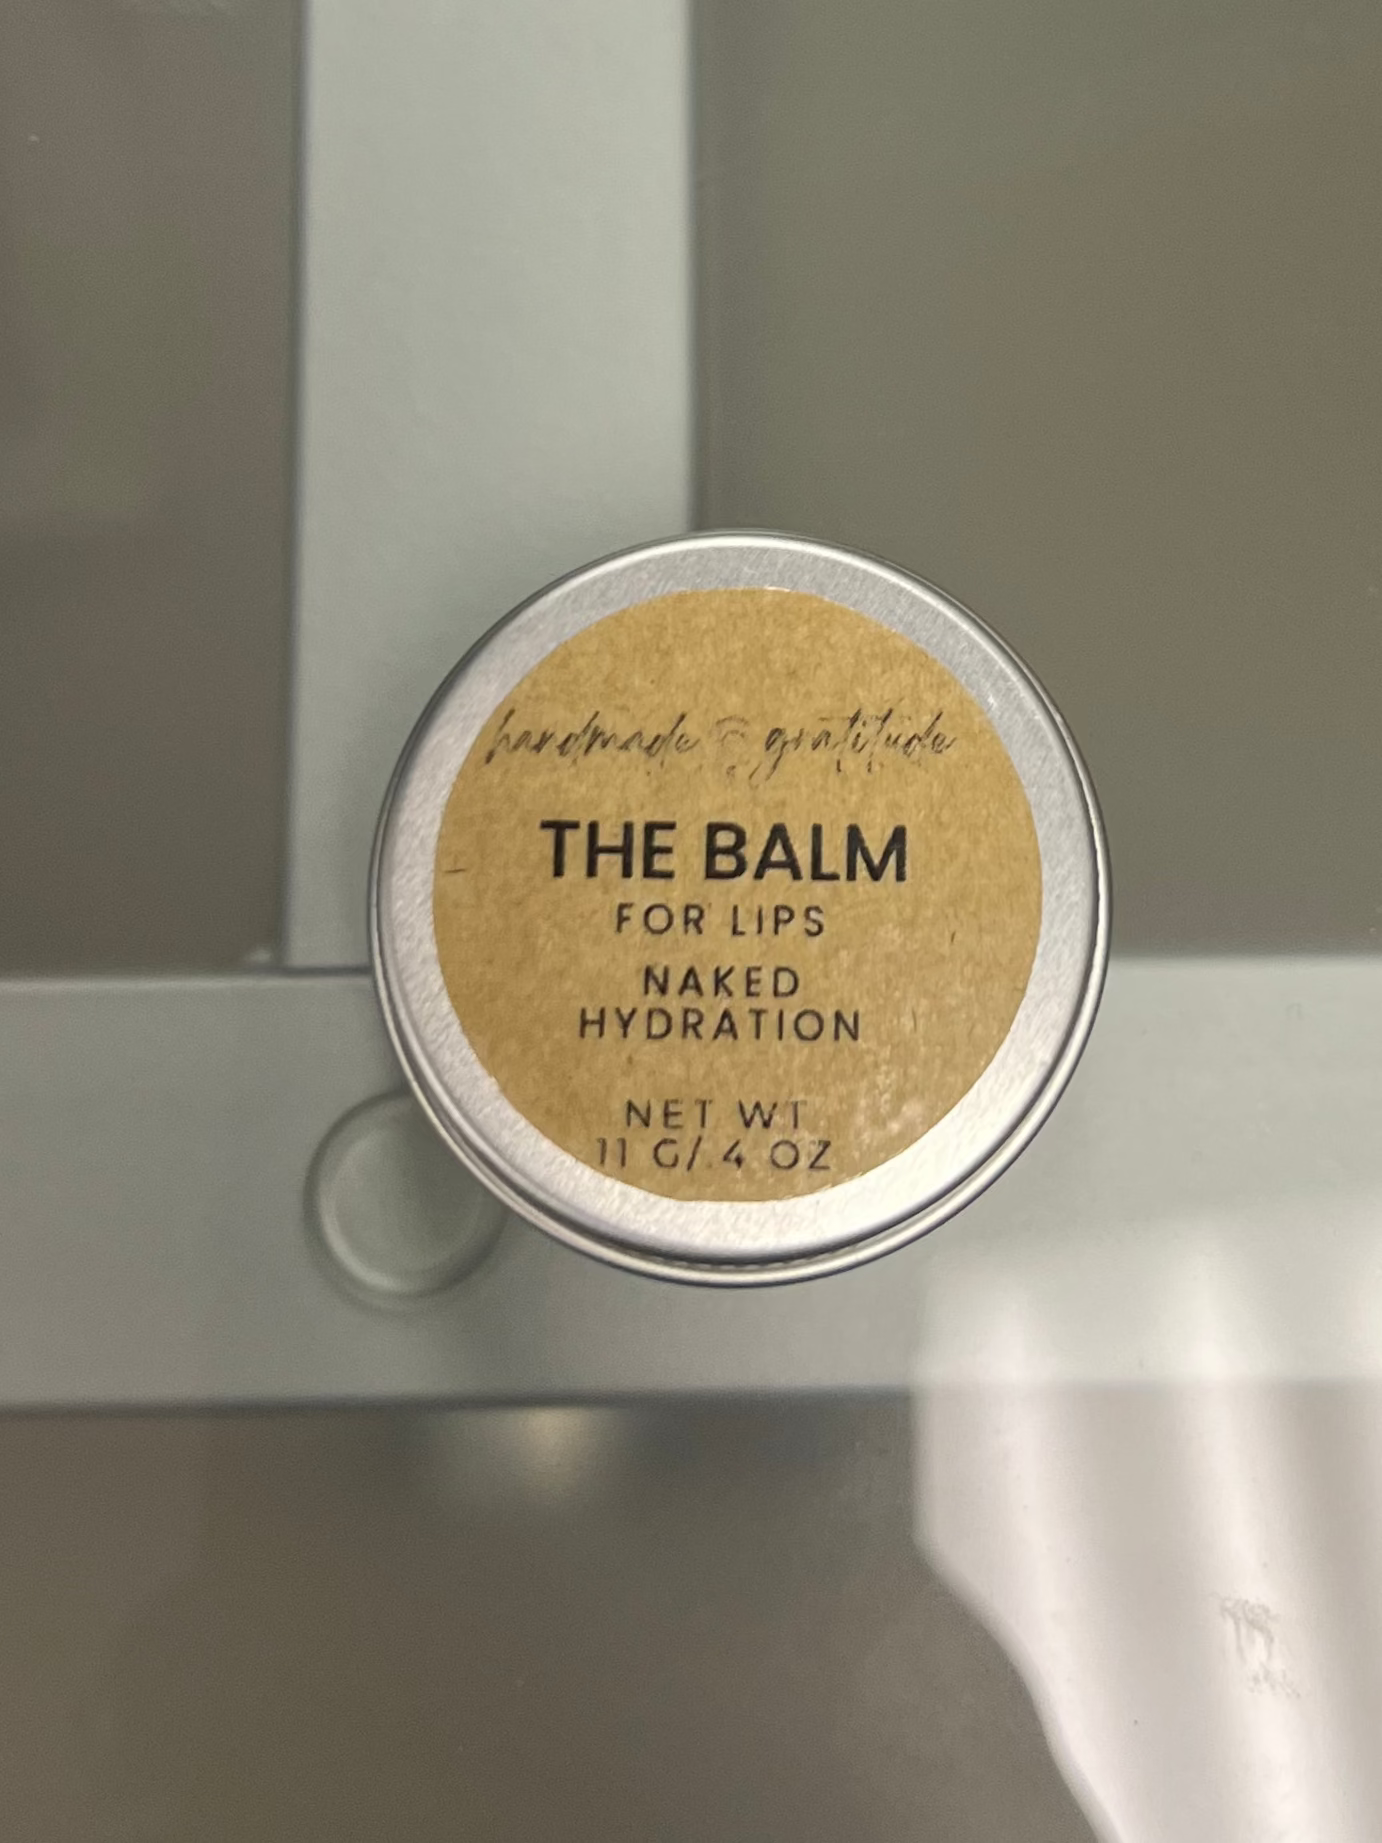 handmade gratitude
THE BALM
FOR LIPS
NAKED
HYDRATION
NET WT
11 G/.4 OZ